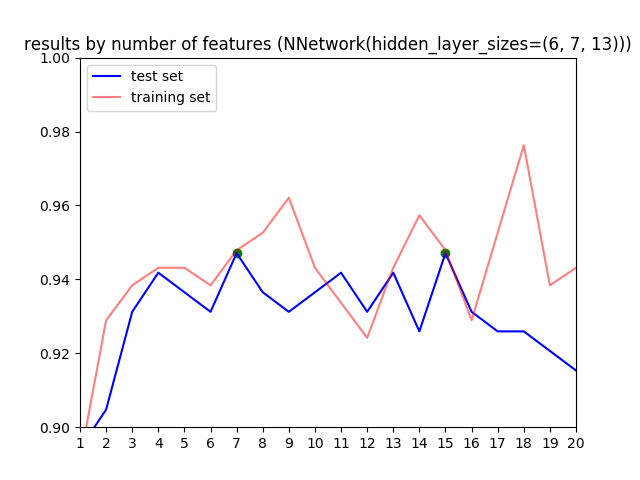 results by number of features (NNetwork(hidden_layer_sizes=(6, 7, 13)))
1.00
0.98
0.96
0.94
0.92
0.90
test set
training set
1 2 3 4 5 6 7 8 9 10 11 12 13 14 15 16 17 18 19 20